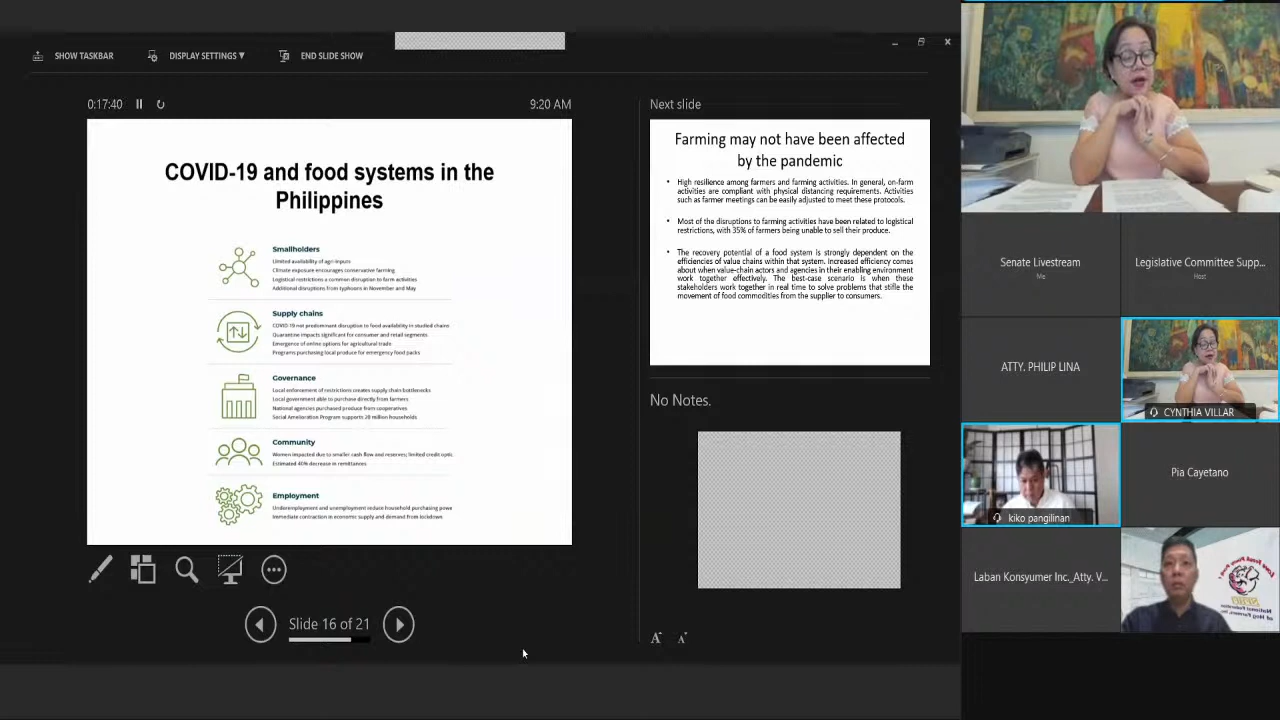 SHOW TASKBAR
DISPLAY SETTINGS ▼
END SLIDE SHOW
0:17:40
9:20 AM
COVID-19 and food systems in the
Philippines
Smallholders
Limited availability of agri-inputs
Climate exposure encourages conservative farming
Logistical restrictions a common disruption to farm activities
Additional disruptions from typhoons in November and May
Supply chains
COVID-19 not predominant disruptive to food availability in studied chains
Quarantine impacts significant for consumer and retail segments
Emergence of online options for agricultural trade
Programs purchasing local produce for emergency food packs
Governance
Local enforcement of restrictions creates supply chain bottlenecks
Local government able to purchase directly from farmers
National agencies purchased produce from cooperatives
Social Amelioration Program supports 20 million households
Community
Women impacted due to smaller cash flow and reserves; limited credit optic
Estimated 40% decrease in remittances
Employment
Underemployment and unemployment reduce household purchasing powe
Immediate contraction in economic supply and demand from lockdown
Slide 16 of 21
Next slide
Farming may not have been affected
by the pandemic
• High resilience among farmers and farming activities. In general, on-farm
activities are compliant with physical distancing requirements. Activities
such as farmer meetings can be easily adjusted to meet these protocols.
• Most of the disruptions to farming activities have been related to logistical
restrictions, with 35% of farmers being unable to sell their produce.
• The recovery potential of a food system is strongly dependent on the
efficiencies of value chains within that system. Increased efficiency comes
about when value-chain actors and agencies in their enabling environment
work together effectively. The best-case scenario is when these
stakeholders work together in real time to solve problems that stifle the
movement of food commodities from the supplier to consumers.
No Notes.
A A
Senate Livestream
Me
Legislative Committee Supp...
Host
ATTY. PHILIP LINA
CYNTHIA VILLAR
kiko pangilinan
Pia Cayetano
Laban Konsyumer Inc._Atty. V...
National Federation
of Hog Farmers, Inc.